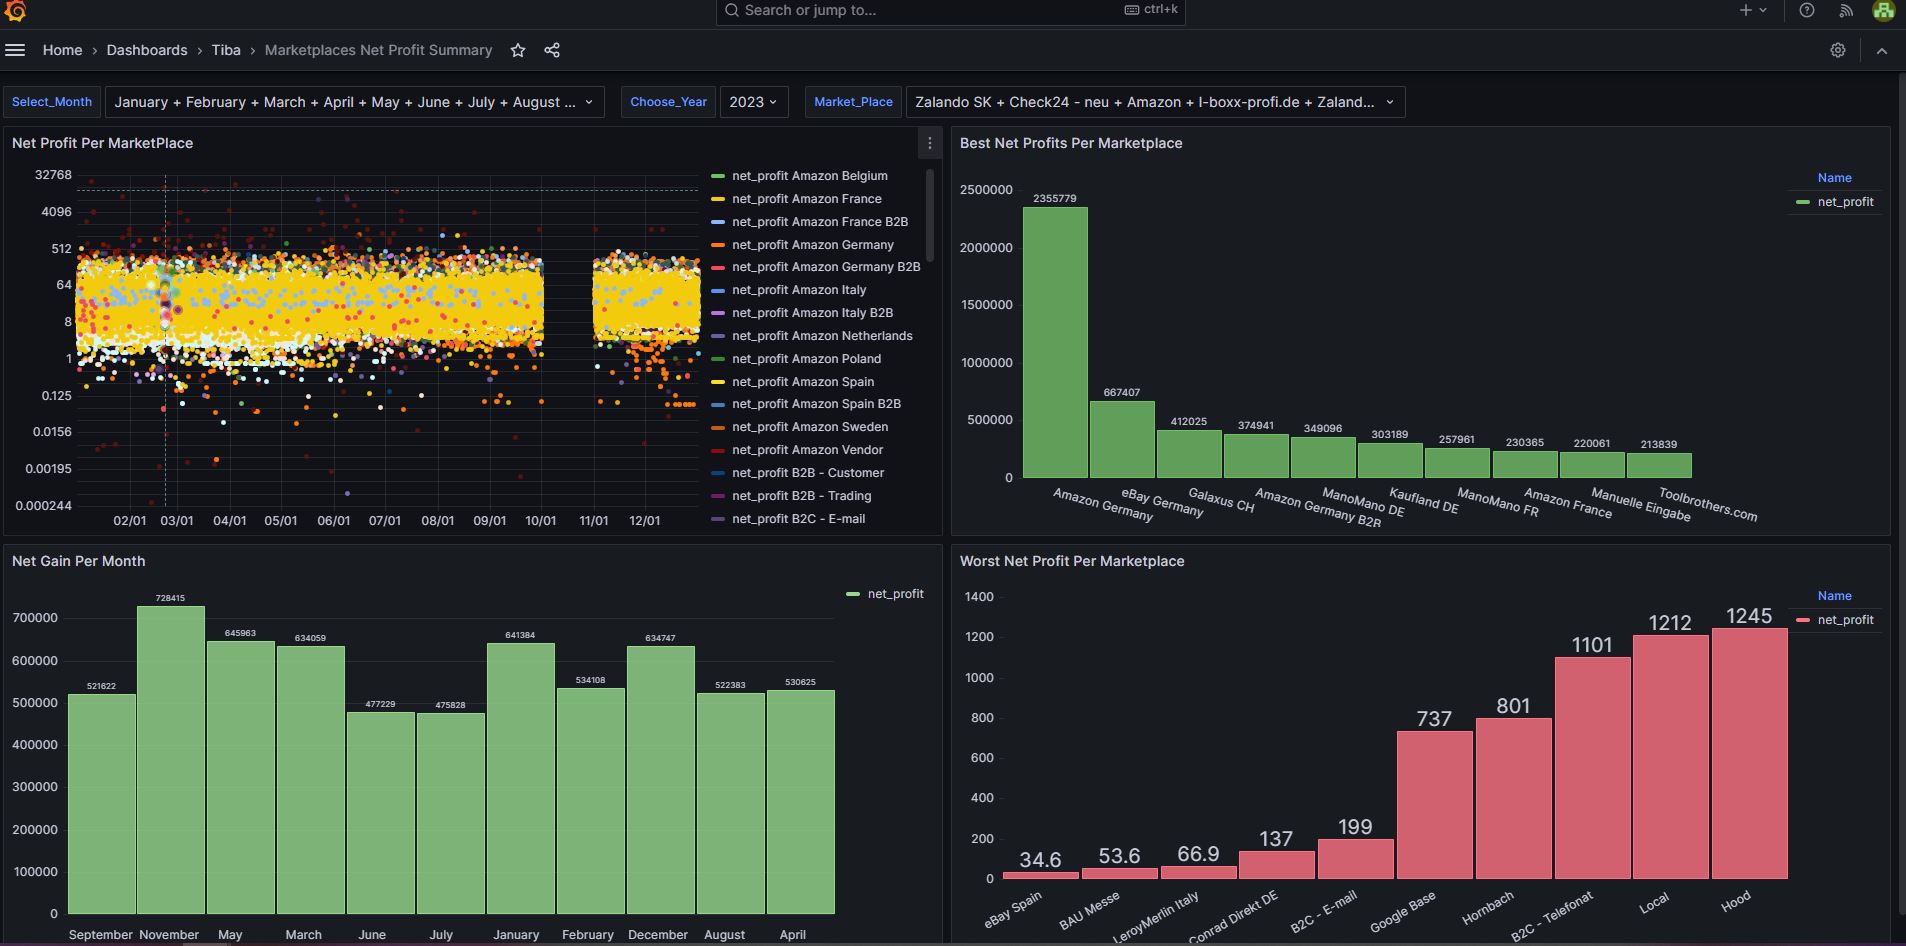 Search or jump to...
ctrl+k
Home › Dashboards › Tiba › Marketplaces Net Profit Summary
Select_Month
January + February + March + April + May + June + July + August ...
Choose_Year
2023
Market_Place
Zalando SK + Check24 - neu + Amazon + I-boxx-profi.de + Zaland...
Net Profit Per MarketPlace
32768
4096
512
64
8
1
0.125
0.0156
0.00195
0.000244
02/01 03/01 04/01 05/01 06/01 07/01 08/01 09/01 10/01 11/01 12/01
net_profit Amazon Belgium
net_profit Amazon France
net_profit Amazon France B2B
net_profit Amazon Germany
net_profit Amazon Germany B2B
net_profit Amazon Italy
net_profit Amazon Italy B2B
net_profit Amazon Netherlands
net_profit Amazon Poland
net_profit Amazon Spain
net_profit Amazon Spain B2B
net_profit Amazon Sweden
net_profit Amazon Vendor
net_profit B2B - Customer
net_profit B2B - Trading
net_profit B2C - E-mail
Best Net Profits Per Marketplace
Name
net_profit
2500000
2000000
1500000
1000000
500000
0
2355779 667407 412025 374941 349096 303189 257961 230365 220061 213839
Amazon Germany
eBay Germany
Galaxus CH
Amazon Germany B2B
ManoMano DE
Kaufland DE
ManoMano FR
Amazon France
Manuelle Eingabe
Toolbrothers.com
Net Gain Per Month
net_profit
700000
600000
500000
400000
300000
200000
100000
0
521622 728415 645963 634059 477229 475828 641384 534108 634747 522383 530625
September November May March June July January February December August April
Worst Net Profit Per Marketplace
Name
net_profit
1400
1200
1000
800
600
400
200
0
34.6 53.6 66.9 137 199 737 801 1101 1212 1245
eBay Spain
BAU Messe
LeroyMerlin Italy
Conrad Direkt DE
B2C - E-mail
Google Base
Hornbach
B2C - Telefonat
Local
Hood